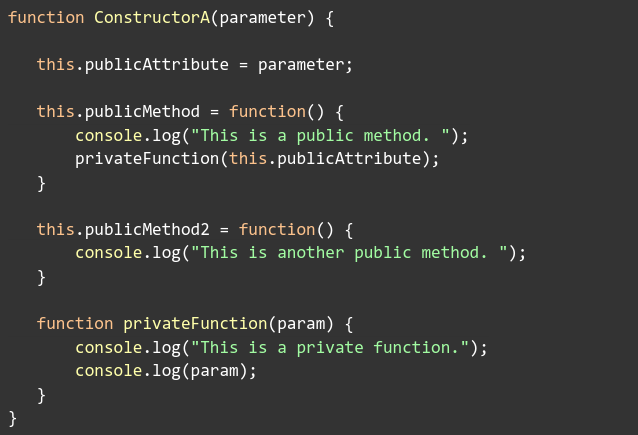 function ConstructorA(parameter) {
this.publicAttribute = parameter;
this.publicMethod = function() {
console.log("This is a public method. ");
privateFunction(this.publicAttribute);
}
this.publicMethod2 = function() {
console.log("This is another public method. ");
}
function privateFunction(param) {
console.log("This is a private function.");
console.log(param);
}
}